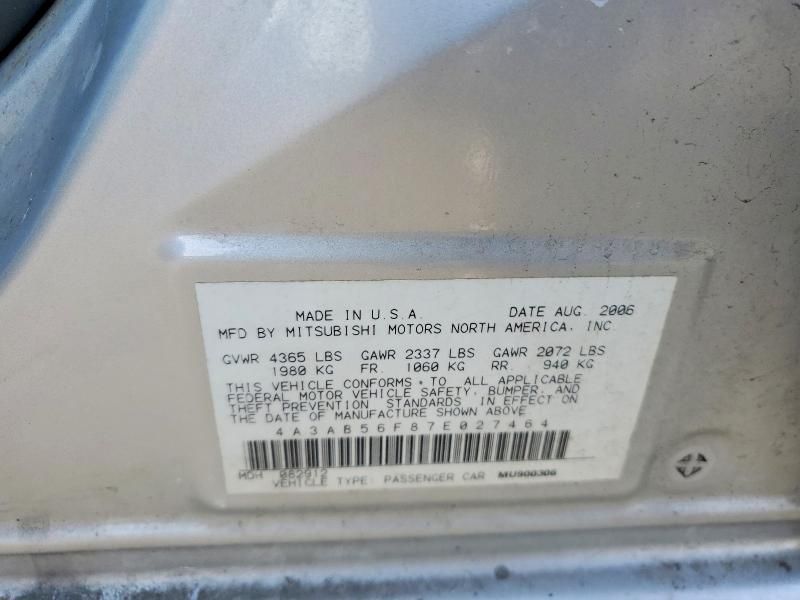 MADE IN U.S.A. DATE AUG. 2006
MFD BY MITSUBISHI MOTORS NORTH AMERICA, INC.
GVWR 4365 LBS GAWR 2337 LBS GAWR 2072 LBS
1980 KG FR. 1060 KG RR. 940 KG
THIS VEHICLE CONFORMS TO ALL APPLICABLE
FEDERAL MOTOR VEHICLE SAFETY, BUMPER, AND
THEFT PREVENTION STANDARDS IN EFFECT ON
THE DATE OF MANUFACTURE SHOWN ABOVE
4A3AB56F87E027464
MDH 082912
VEHICLE TYPE: PASSENGER CAR MU900306